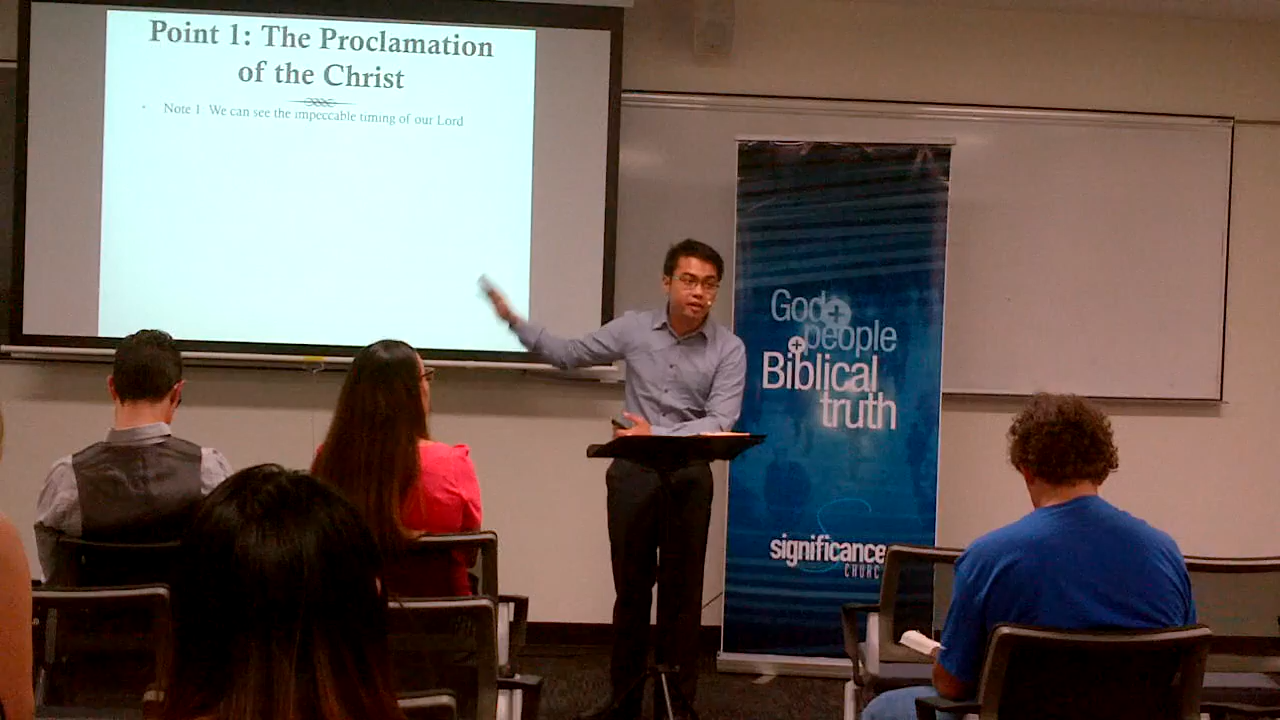 Point 1: The Proclamation
of the Christ
• Note 1 We can see the impeccable timing of our Lord
God+
people
+
Biblical
truth
significance
CHURC